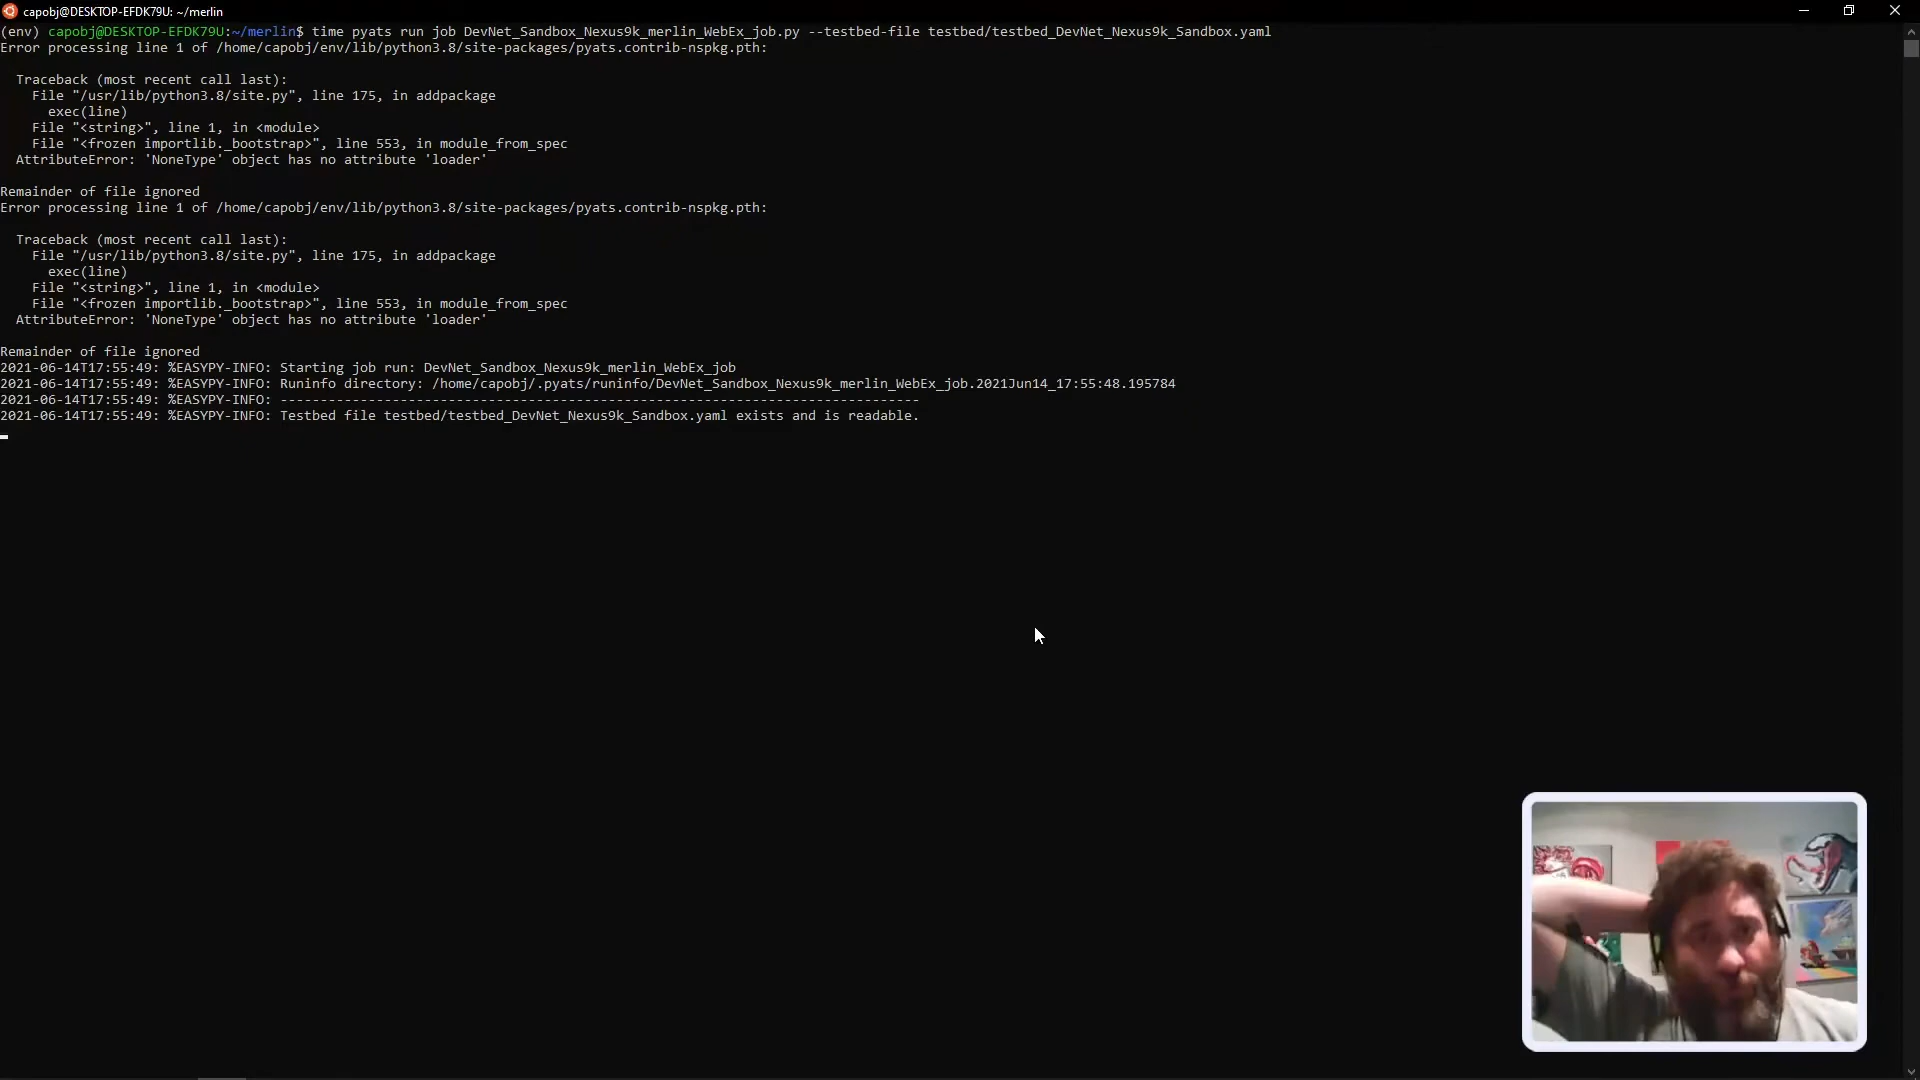 capobj@DESKTOP-EFDK79U: ~/merlin
(env) capobj@DESKTOP-EFDK79U:~/merlin$ time pyats run job DevNet_Sandbox_Nexus9k_merlin_WebEx_job.py --testbed-file testbed/testbed_DevNet_Nexus9k_Sandbox.yaml
Error processing line 1 of /home/capobj/env/lib/python3.8/site-packages/pyats.contrib-nspkg.pth:
Traceback (most recent call last):
File "/usr/lib/python3.8/site.py", line 175, in addpackage
exec(line)
File "<string>", line 1, in <module>
File "<frozen importlib._bootstrap>", line 553, in module_from_spec
AttributeError: 'NoneType' object has no attribute 'loader'
Remainder of file ignored
Error processing line 1 of /home/capobj/env/lib/python3.8/site-packages/pyats.contrib-nspkg.pth:
Traceback (most recent call last):
File "/usr/lib/python3.8/site.py", line 175, in addpackage
exec(line)
File "<string>", line 1, in <module>
File "<frozen importlib._bootstrap>", line 553, in module_from_spec
AttributeError: 'NoneType' object has no attribute 'loader'
Remainder of file ignored
2021-06-14T17:55:49: %EASYPY-INFO: Starting job run: DevNet_Sandbox_Nexus9k_merlin_WebEx_job
2021-06-14T17:55:49: %EASYPY-INFO: Runinfo directory: /home/capobj/.pyats/runinfo/DevNet_Sandbox_Nexus9k_merlin_WebEx_job.2021Jun14_17:55:48.195784
2021-06-14T17:55:49: %EASYPY-INFO: --------------------------------------------------------------------------------
2021-06-14T17:55:49: %EASYPY-INFO: Testbed file testbed/testbed_DevNet_Nexus9k_Sandbox.yaml exists and is readable.